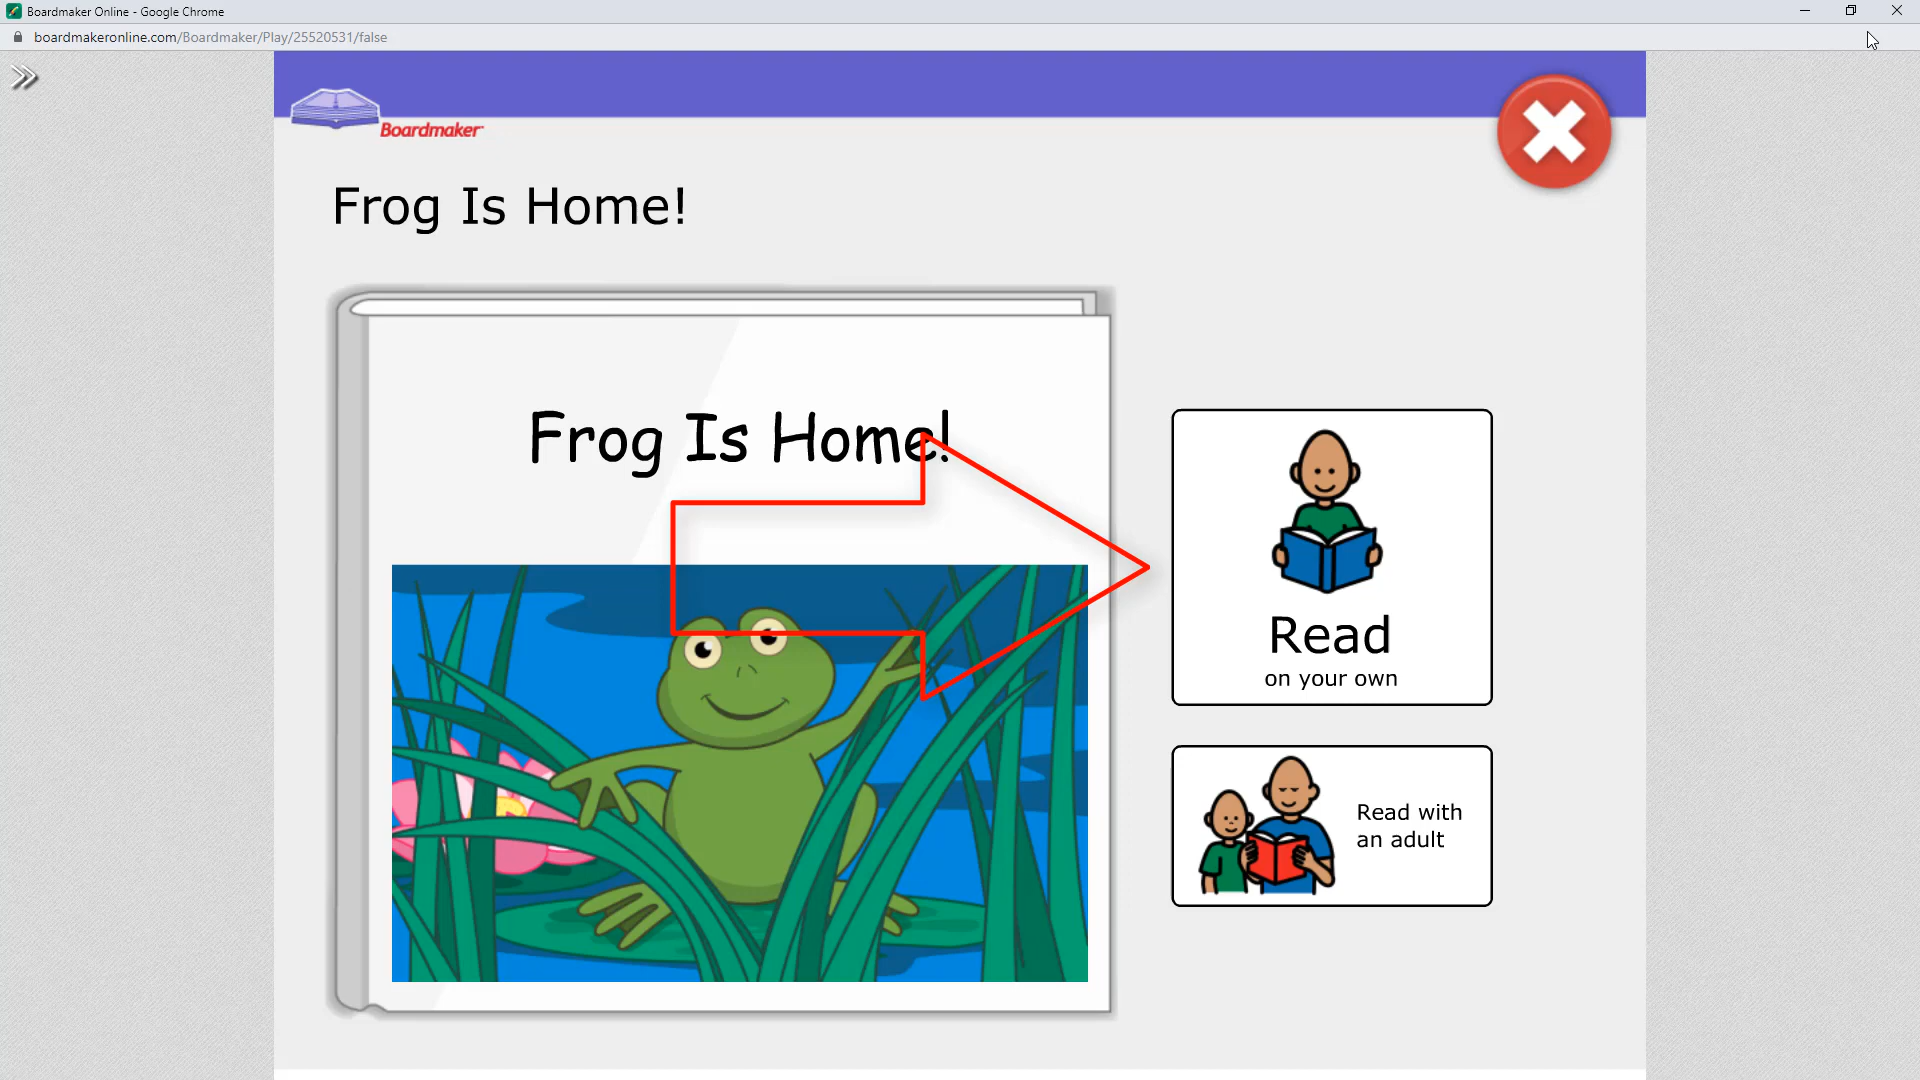 Boardmaker Online - Google Chrome
boardmakeronline.com/Boardmaker/Play/25520531/false
Boardmaker
Frog Is Home!
Frog Is Home!
Read
on your own
Read with
an adult